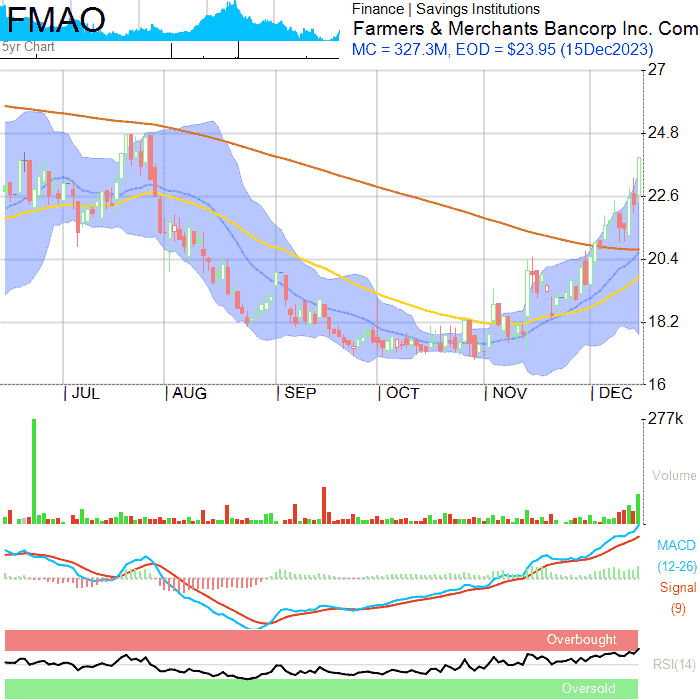 FMAO
5yr Chart
Finance | Savings Institutions
Farmers & Merchants Bancorp Inc. Com
MC = 327.3M, EOD = $23.95 (15Dec2023)
27
24.8
22.6
20.4
18.2
16
JUL AUG SEP OCT NOV DEC
277k
Volume
MACD
(12-26)
Signal
(9)
Overbought
RSI(14)
Oversold